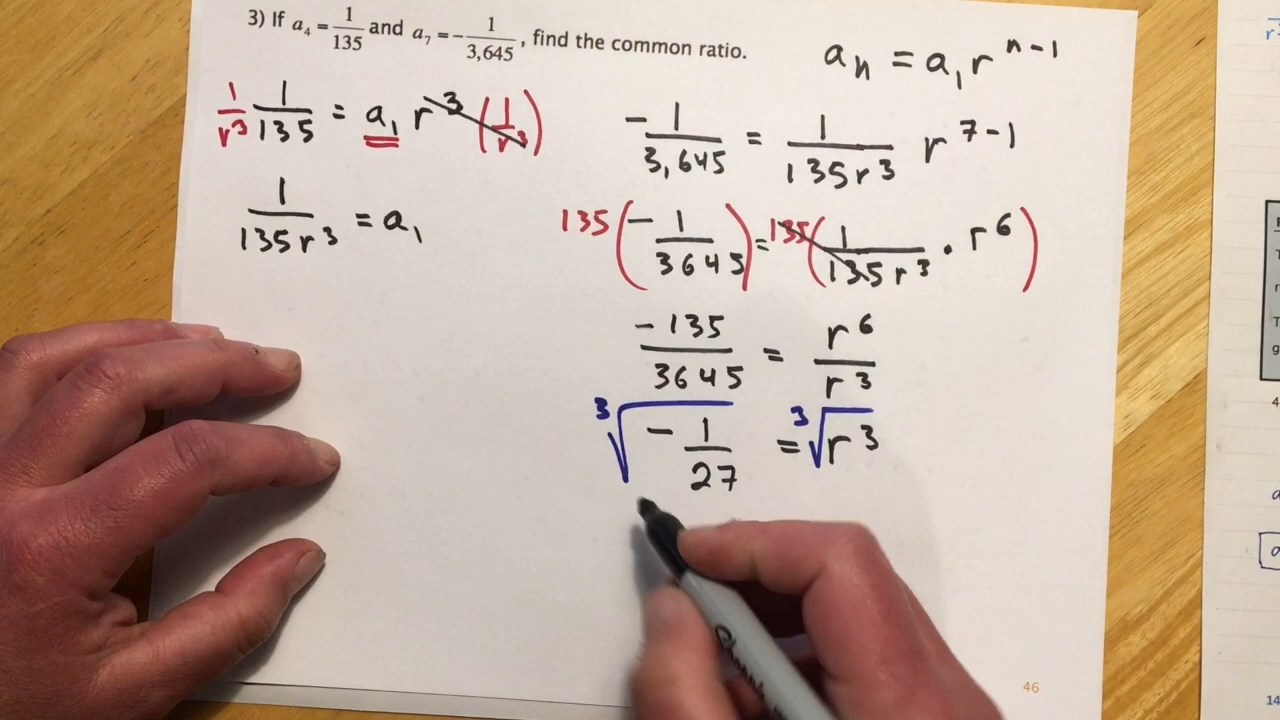 3) If a₄ = 1/135 and a₇ = - 1/3,645, find the common ratio.
aₙ = a₁ r^(n-1)
1/r³ 1/135 = a₁ r³ (1/r³)
1/(135r³) = a₁
- 1/3,645 = 1/(135r³) r^(7-1)
135(- 1/3645) = 135(1/(135r³) · r⁶)
-135/3645 = r⁶/r³
³√(- 1/27) = ³√(r³)
46